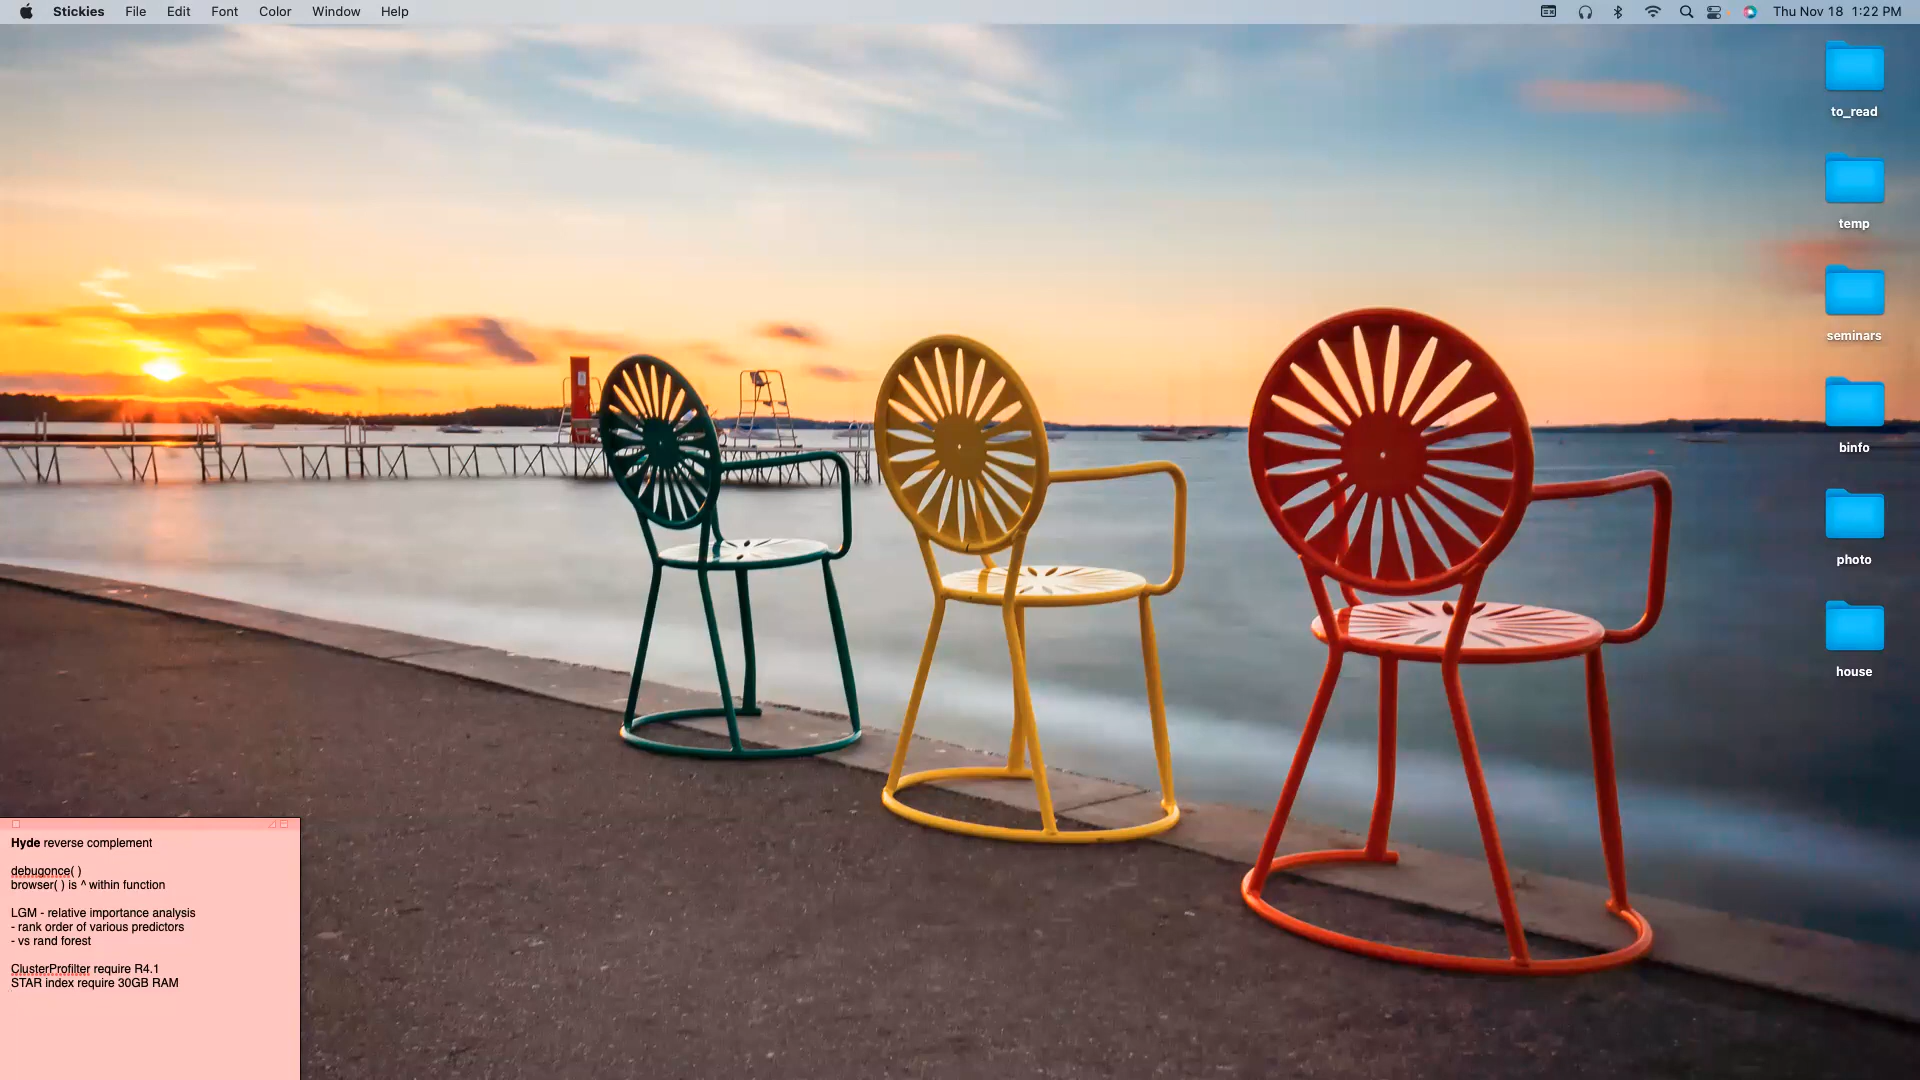 Stickies File Edit Font Color Window Help Thu Nov 18 1:22 PM
to_read
temp
seminars
binfo
photo
house
Hyde reverse complement
debugonce( )
browser( ) is ^ within function
LGM - relative importance analysis
- rank order of various predictors
- vs rand forest
ClusterProfilter require R4.1
STAR index require 30GB RAM